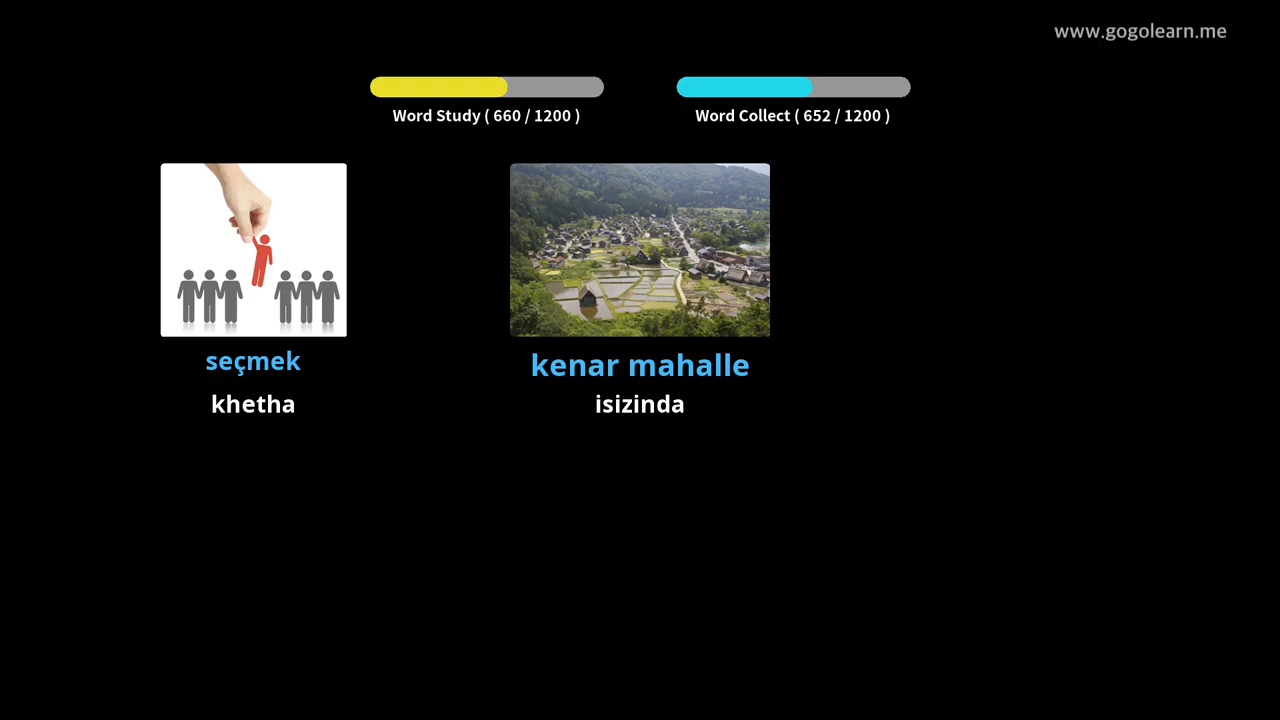 www.gogolearn.me
Word Study ( 660 / 1200 )
Word Collect ( 652 / 1200 )
seçmek
khetha
kenar mahalle
isizinda